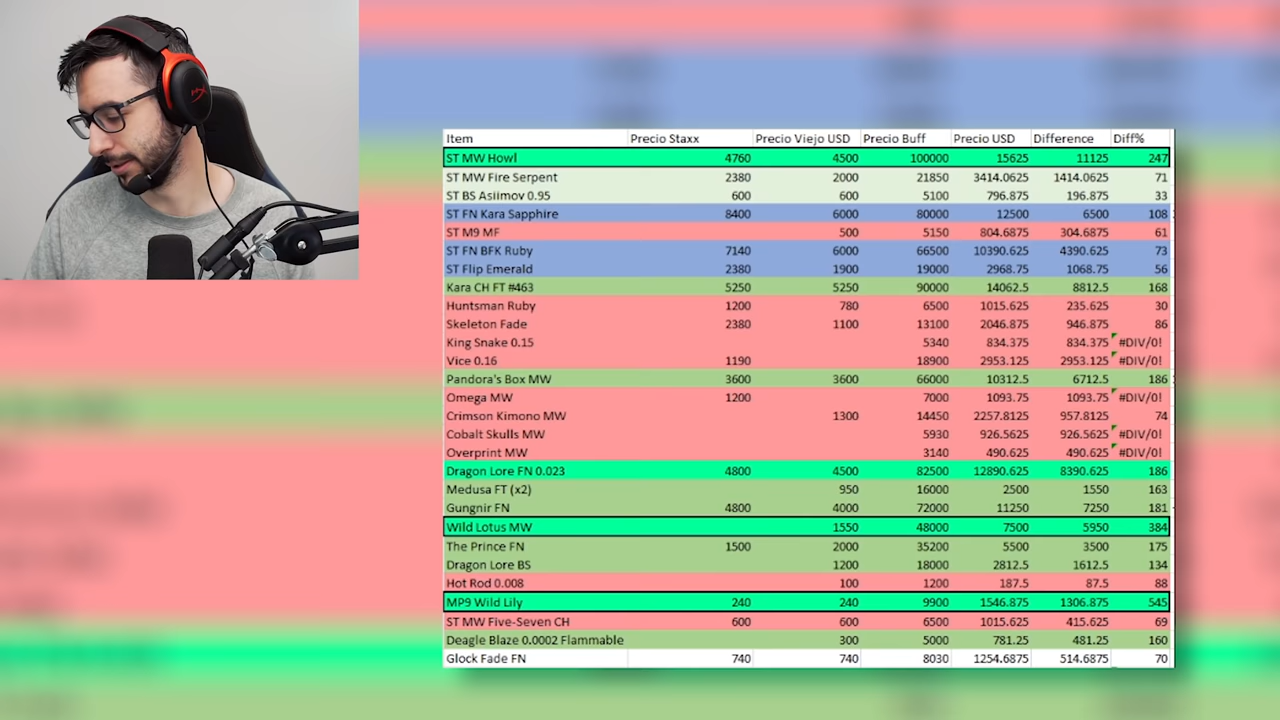 Item Precio Staxx Precio Viejo USD Precio Buff Precio USD Difference Diff%
ST MW Howl 4760 4500 100000 15625 11125 247
ST MW Fire Serpent 2380 2000 21850 3414.0625 1414.0625 71
ST BS Asiimov 0.95 600 600 5100 796.875 196.875 33
ST FN Kara Sapphire 8400 6000 80000 12500 6500 108
ST M9 MF 500 5150 804.6875 304.6875 61
ST FN BFK Ruby 7140 6000 66500 10390.625 4390.625 73
ST Flip Emerald 2380 1900 19000 2968.75 1068.75 56
Kara CH FT #463 5250 5250 90000 14062.5 8812.5 168
Huntsman Ruby 1200 780 6500 1015.625 235.625 30
Skeleton Fade 2380 1100 13100 2046.875 946.875 86
King Snake 0.15 5340 834.375 834.375 #DIV/0!
Vice 0.16 1190 18900 2953.125 2953.125 #DIV/0!
Pandora's Box MW 3600 3600 66000 10312.5 6712.5 186
Omega MW 1200 7000 1093.75 1093.75 #DIV/0!
Crimson Kimono MW 1300 14450 2257.8125 957.8125 74
Cobalt Skulls MW 5930 926.5625 926.5625 #DIV/0!
Overprint MW 3140 490.625 490.625 #DIV/0!
Dragon Lore FN 0.023 4800 4500 82500 12890.625 8390.625 186
Medusa FT (x2) 950 16000 2500 1550 163
Gungnir FN 4800 4000 72000 11250 7250 181
Wild Lotus MW 1550 48000 7500 5950 384
The Prince FN 1500 2000 35200 5500 3500 175
Dragon Lore BS 1200 18000 2812.5 1612.5 134
Hot Rod 0.008 100 1200 187.5 87.5 88
MP9 Wild Lily 240 240 9900 1546.875 1306.875 545
ST MW Five-Seven CH 600 600 6500 1015.625 415.625 69
Deagle Blaze 0.0002 Flammable 300 5000 781.25 481.25 160
Glock Fade FN 740 740 8030 1254.6875 514.6875 70